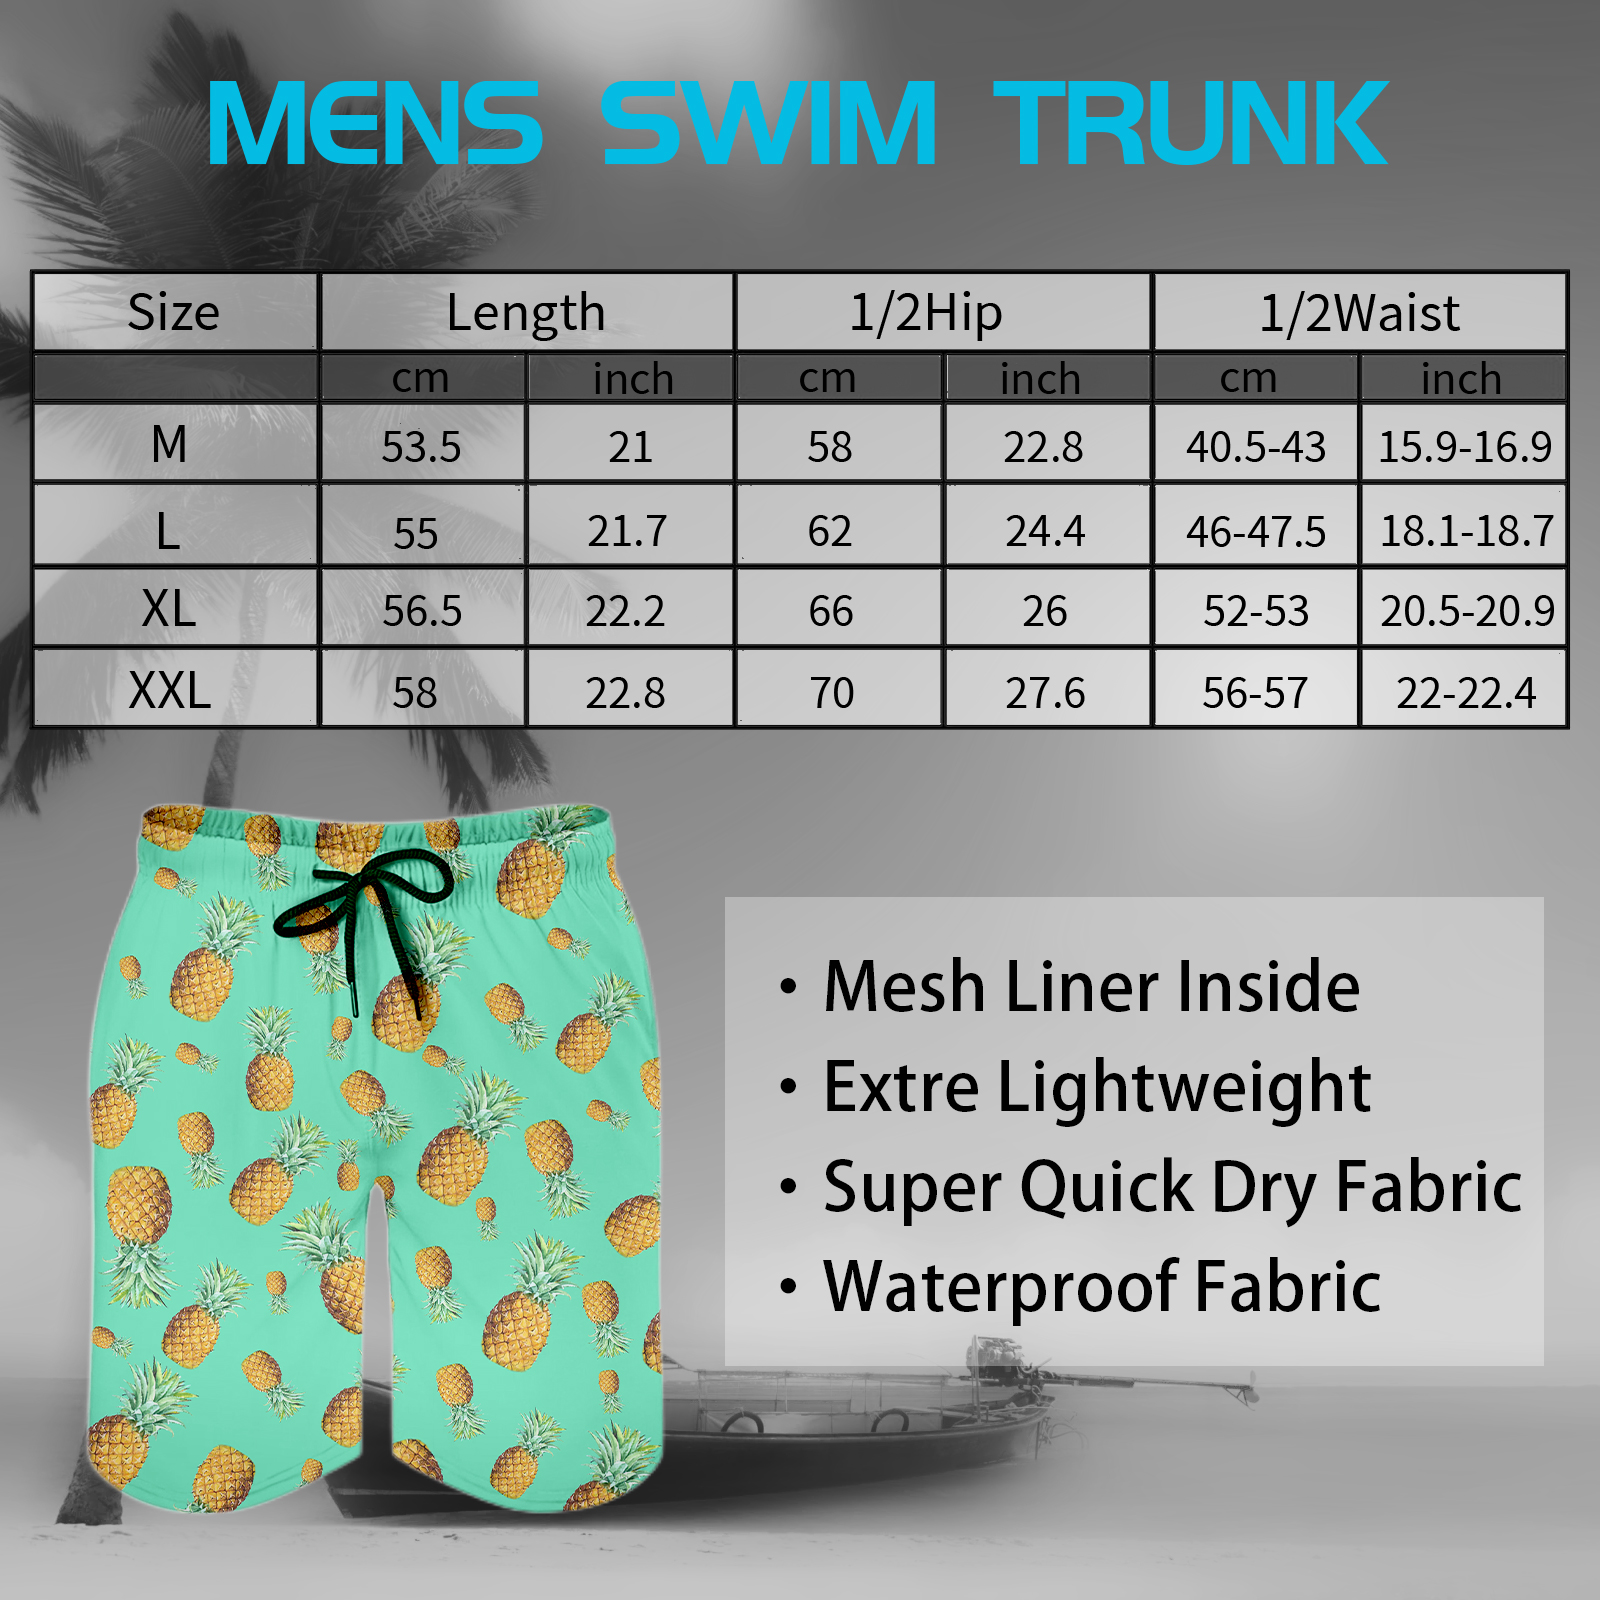 MENS SWIM TRUNK
Size Length 1/2Hip 1/2Waist
cm inch cm inch cm inch
M 53.5 21 58 22.8 40.5-43 15.9-16.9
L 55 21.7 62 24.4 46-47.5 18.1-18.7
XL 56.5 22.2 66 26 52-53 20.5-20.9
XXL 58 22.8 70 27.6 56-57 22-22.4
• Mesh Liner Inside
• Extre Lightweight
• Super Quick Dry Fabric
• Waterproof Fabric